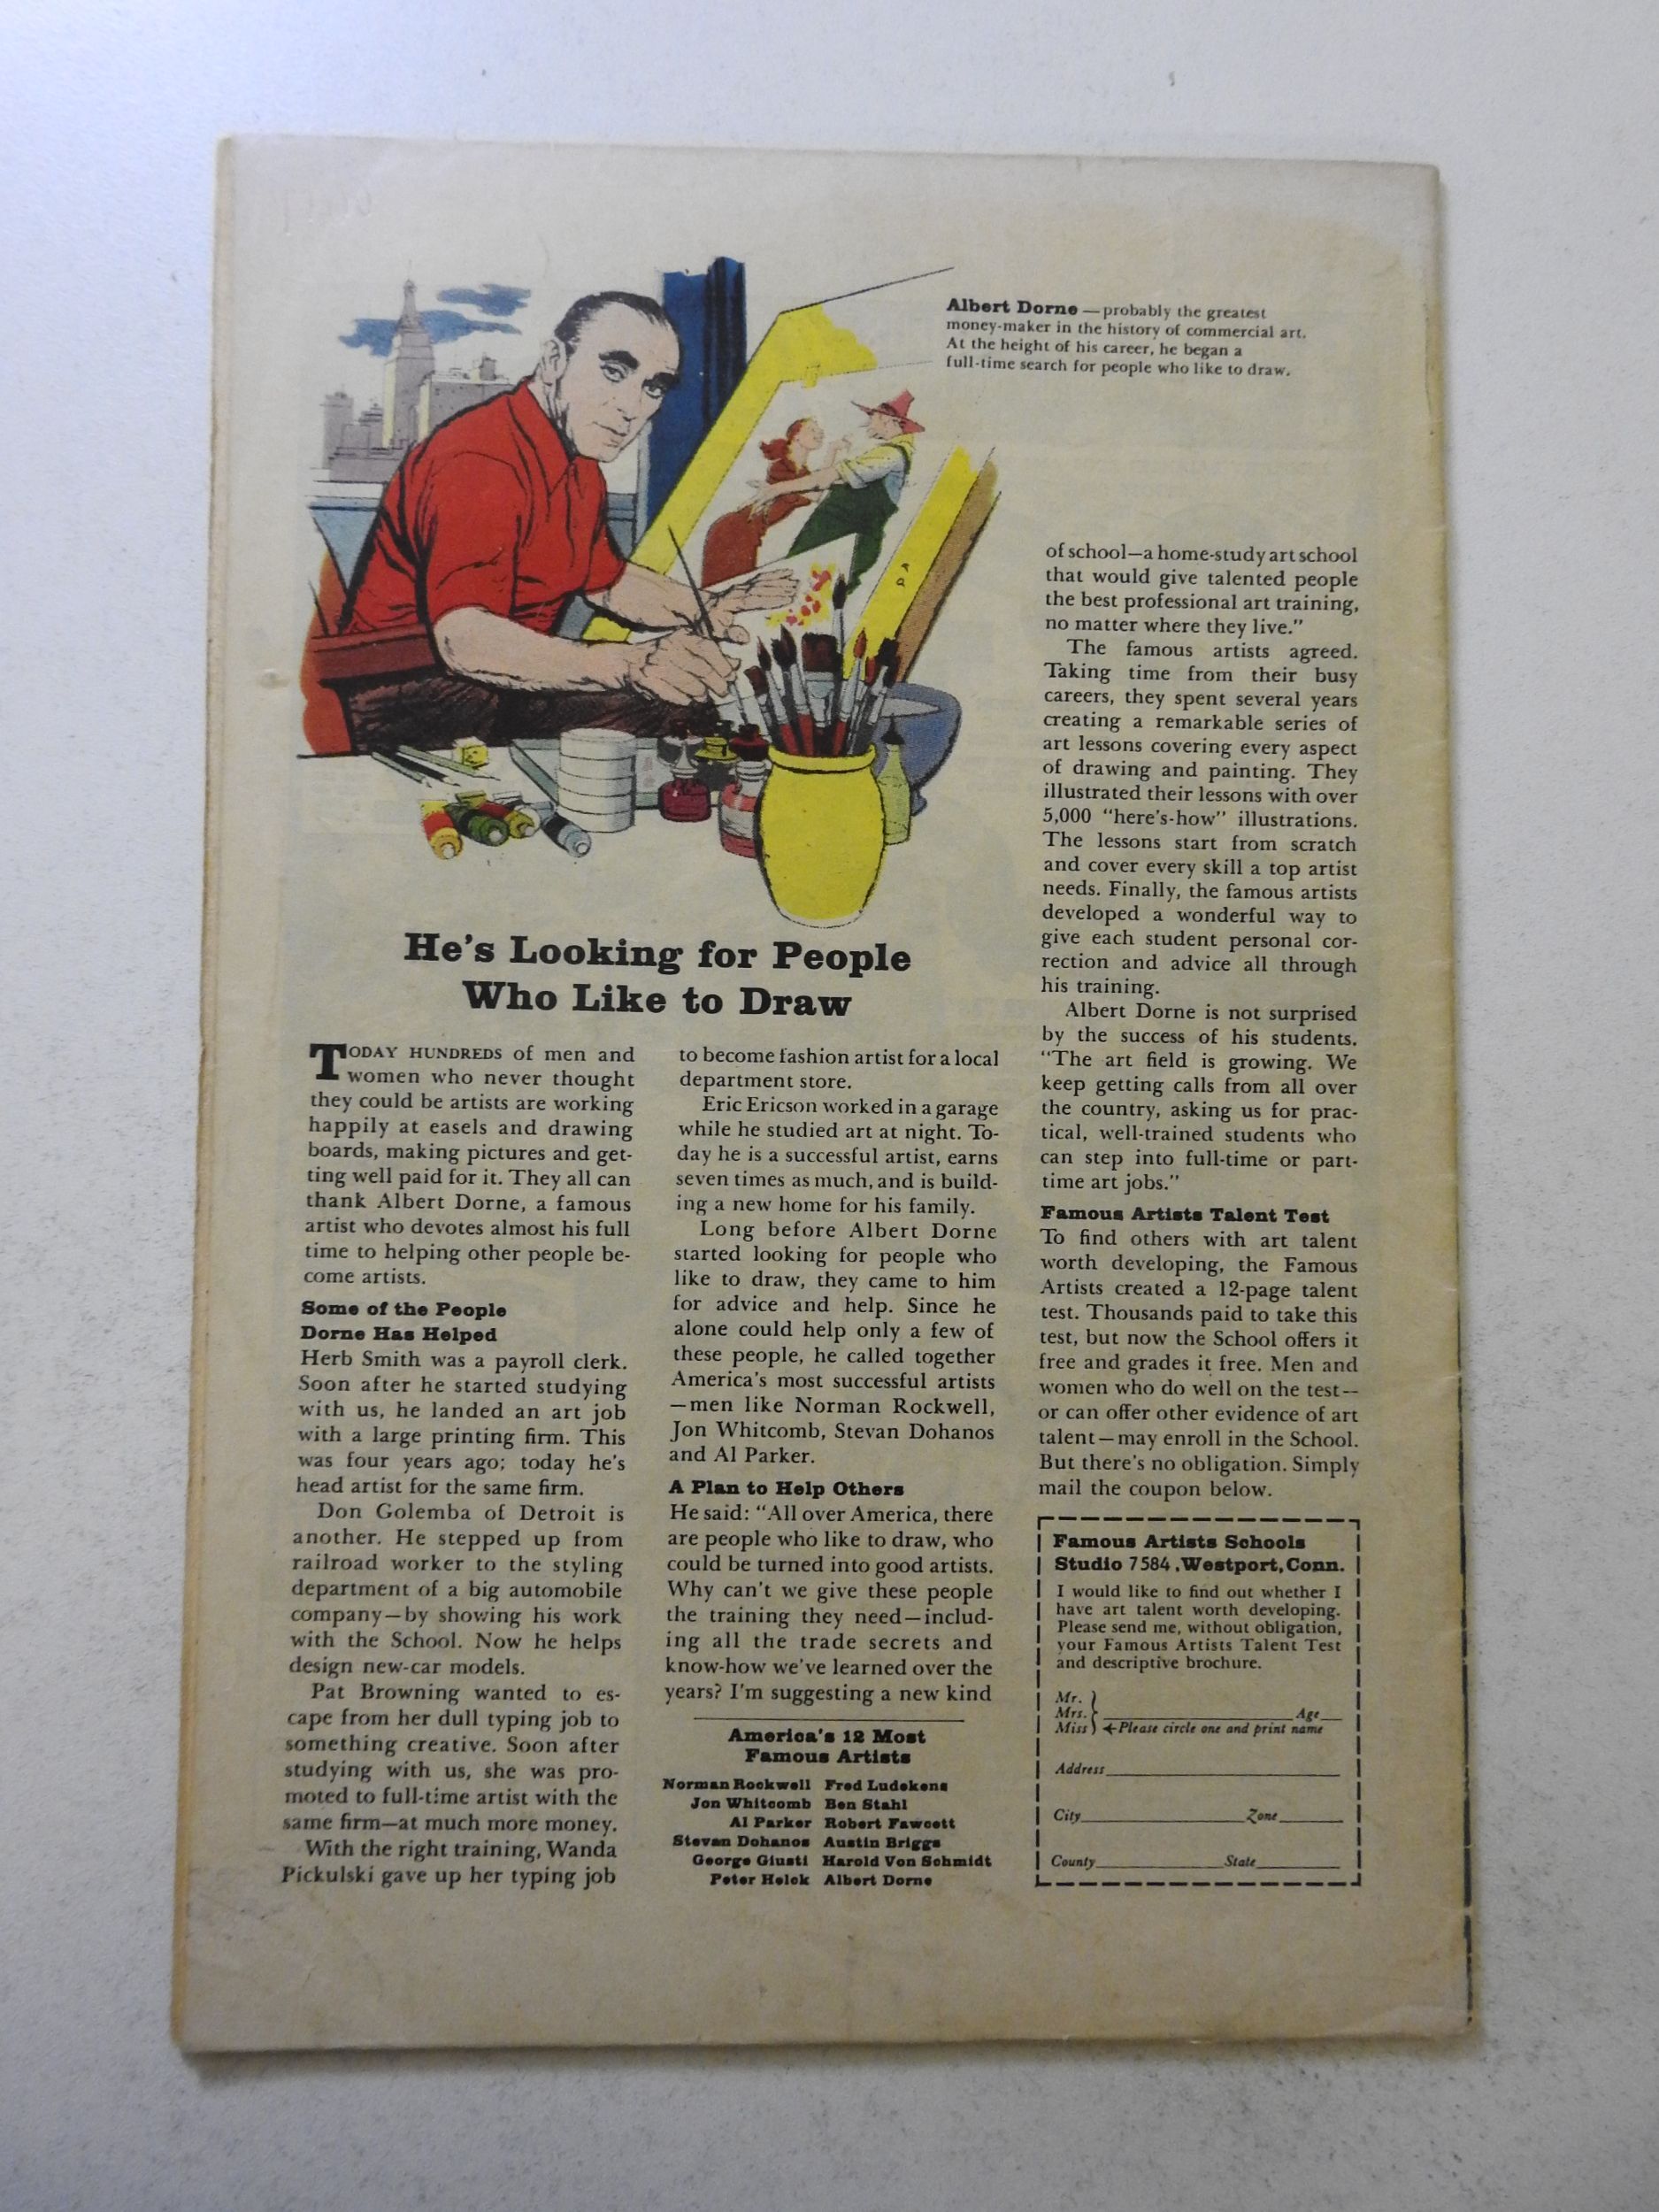 Albert Dorne — probably the greatest
money-maker in the history of commercial art.
At the height of his career, he began a
full-time search for people who like to draw.
He's Looking for People
Who Like to Draw
TODAY HUNDREDS of men and
women who never thought
they could be artists are working
happily at easels and drawing
boards, making pictures and get-
ting well paid for it. They all can
thank Albert Dorne, a famous
artist who devotes almost his full
time to helping other people be-
come artists.
Some of the People
Dorne Has Helped
Herb Smith was a payroll clerk.
Soon after he started studying
with us, he landed an art job
with a large printing firm. This
was four years ago; today he's
head artist for the same firm.
Don Golemba of Detroit is
another. He stepped up from
railroad worker to the styling
department of a big automobile
company—by showing his work
with the School. Now he helps
design new-car models.
Pat Browning wanted to es-
cape from her dull typing job to
something creative. Soon after
studying with us, she was pro-
moted to full-time artist with the
same firm—at much more money.
With the right training, Wanda
Pickulski gave up her typing job
to become fashion artist for a local
department store.
Eric Ericson worked in a garage
while he studied art at night. To-
day he is a successful artist, earns
seven times as much, and is build-
ing a new home for his family.
Long before Albert Dorne
started looking for people who
like to draw, they came to him
for advice and help. Since he
alone could help only a few of
these people, he called together
America's most successful artists
—men like Norman Rockwell,
Jon Whitcomb, Stevan Dohanos
and Al Parker.
A Plan to Help Others
He said: "All over America, there
are people who like to draw, who
could be turned into good artists.
Why can't we give these people
the training they need—includ-
ing all the trade secrets and
know-how we've learned over the
years? I'm suggesting a new kind
America's 12 Most
Famous Artists
Norman Rockwell Fred Ludekens
Jon Whitcomb Ben Stahl
Al Parker Robert Fawcett
Stevan Dohanos Austin Briggs
George Giusti Harold Von Schmidt
Peter Helck Albert Dorne
of school—a home-study art school
that would give talented people
the best professional art training,
no matter where they live."
The famous artists agreed.
Taking time from their busy
careers, they spent several years
creating a remarkable series of
art lessons covering every aspect
of drawing and painting. They
illustrated their lessons with over
5,000 "here's-how" illustrations.
The lessons start from scratch
and cover every skill a top artist
needs. Finally, the famous artists
developed a wonderful way to
give each student personal cor-
rection and advice all through
his training.
Albert Dorne is not surprised
by the success of his students.
"The art field is growing. We
keep getting calls from all over
the country, asking us for prac-
tical, well-trained students who
can step into full-time or part-
time art jobs."
Famous Artists Talent Test
To find others with art talent
worth developing, the Famous
Artists created a 12-page talent
test. Thousands paid to take this
test, but now the School offers it
free and grades it free. Men and
women who do well on the test--
or can offer other evidence of art
talent—may enroll in the School.
But there's no obligation. Simply
mail the coupon below.
Famous Artists Schools
Studio 7584, Westport, Conn.
I would like to find out whether I
have art talent worth developing.
Please send me, without obligation,
your Famous Artists Talent Test
and descriptive brochure.
Mr.
Mrs. Age
Miss ←Please circle one and print name
Address
City Zone
County State